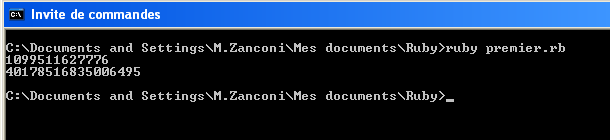 Invite de commandes
C:\Documents and Settings\M.Zanconi\Mes documents\Ruby>ruby premier.rb
1099511627776
40178516835006495
C:\Documents and Settings\M.Zanconi\Mes documents\Ruby>_